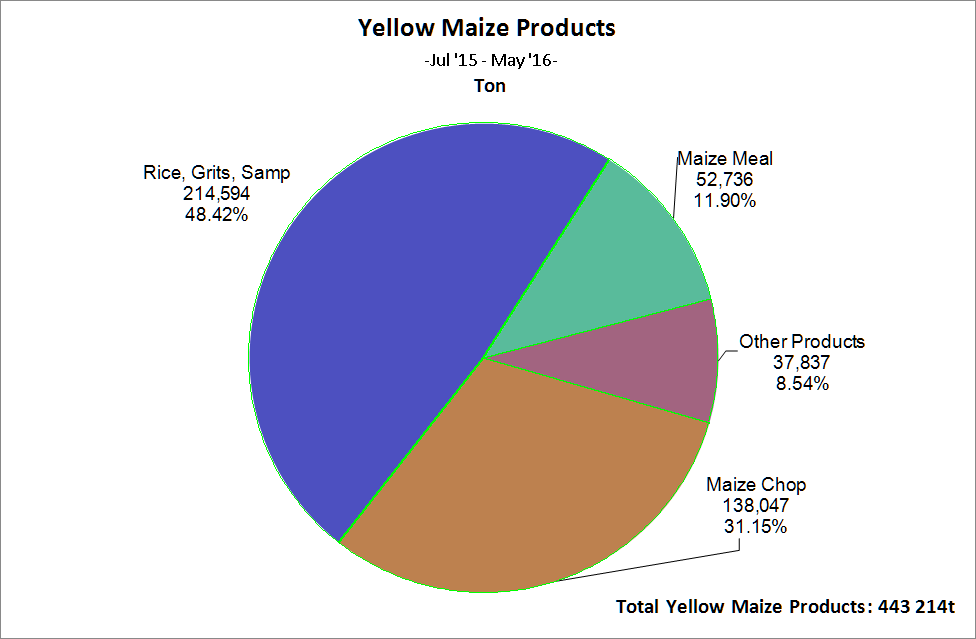 Yellow Maize Products
-Jul '15 - May '16-
Ton
Rice, Grits, Samp
214,594
48.42%
Maize Meal
52,736
11.90%
Other Products
37,837
8.54%
Maize Chop
138,047
31.15%
Total Yellow Maize Products: 443 214t